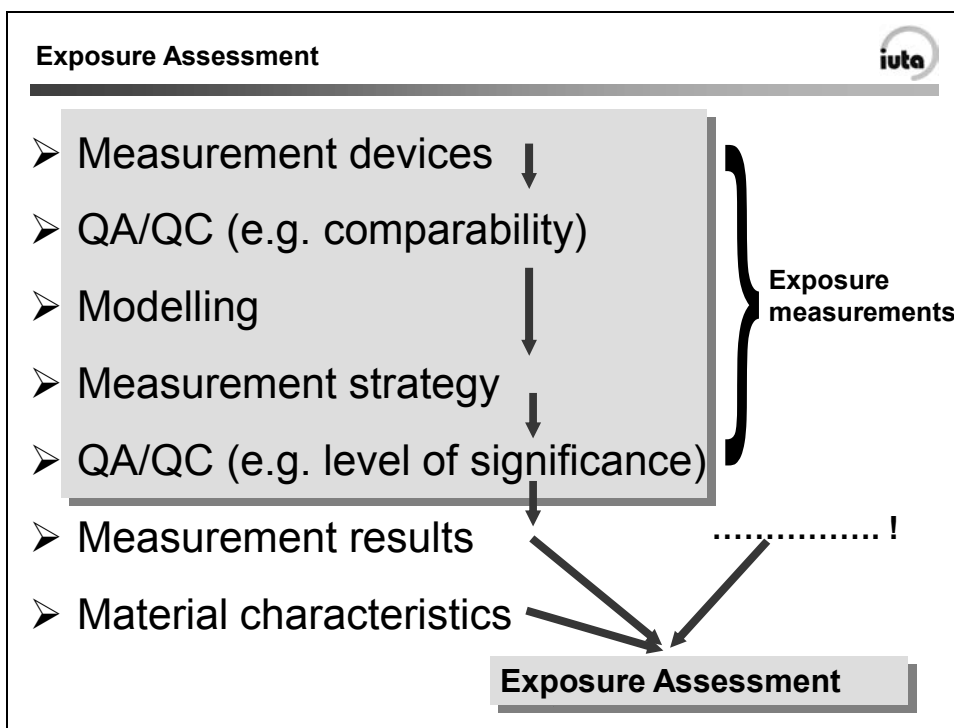 Exposure Assessment
iuta
➢ Measurement devices
➢ QA/QC (e.g. comparability)
➢ Modelling
➢ Measurement strategy
➢ QA/QC (e.g. level of significance)
Exposure
measurements
➢ Measurement results
................ !
➢ Material characteristics
Exposure Assessment